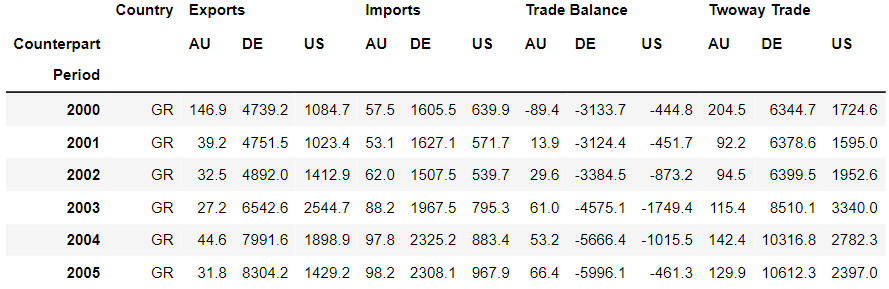 Country Exports Imports Trade Balance Twoway Trade
Counterpart AU DE US AU DE US AU DE US AU DE US
Period
2000 GR 146.9 4739.2 1084.7 57.5 1605.5 639.9 -89.4 -3133.7 -444.8 204.5 6344.7 1724.6
2001 GR 39.2 4751.5 1023.4 53.1 1627.1 571.7 13.9 -3124.4 -451.7 92.2 6378.6 1595.0
2002 GR 32.5 4892.0 1412.9 62.0 1507.5 539.7 29.6 -3384.5 -873.2 94.5 6399.5 1952.6
2003 GR 27.2 6542.6 2544.7 88.2 1967.5 795.3 61.0 -4575.1 -1749.4 115.4 8510.1 3340.0
2004 GR 44.6 7991.6 1898.9 97.8 2325.2 883.4 53.2 -5666.4 -1015.5 142.4 10316.8 2782.3
2005 GR 31.8 8304.2 1429.2 98.2 2308.1 967.9 66.4 -5996.1 -461.3 129.9 10612.3 2397.0